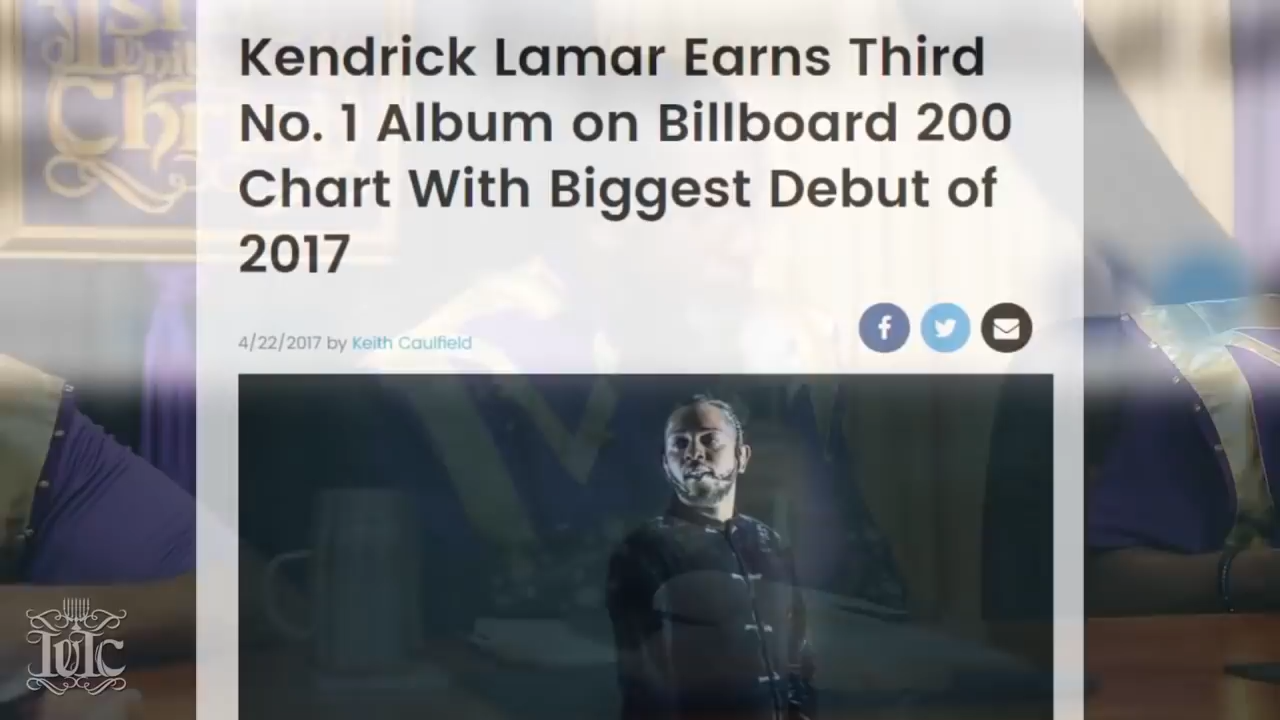 Kendrick Lamar Earns Third
No. 1 Album on Billboard 200
Chart With Biggest Debut of
2017
4/22/2017 by Keith Caulfield
IUIC